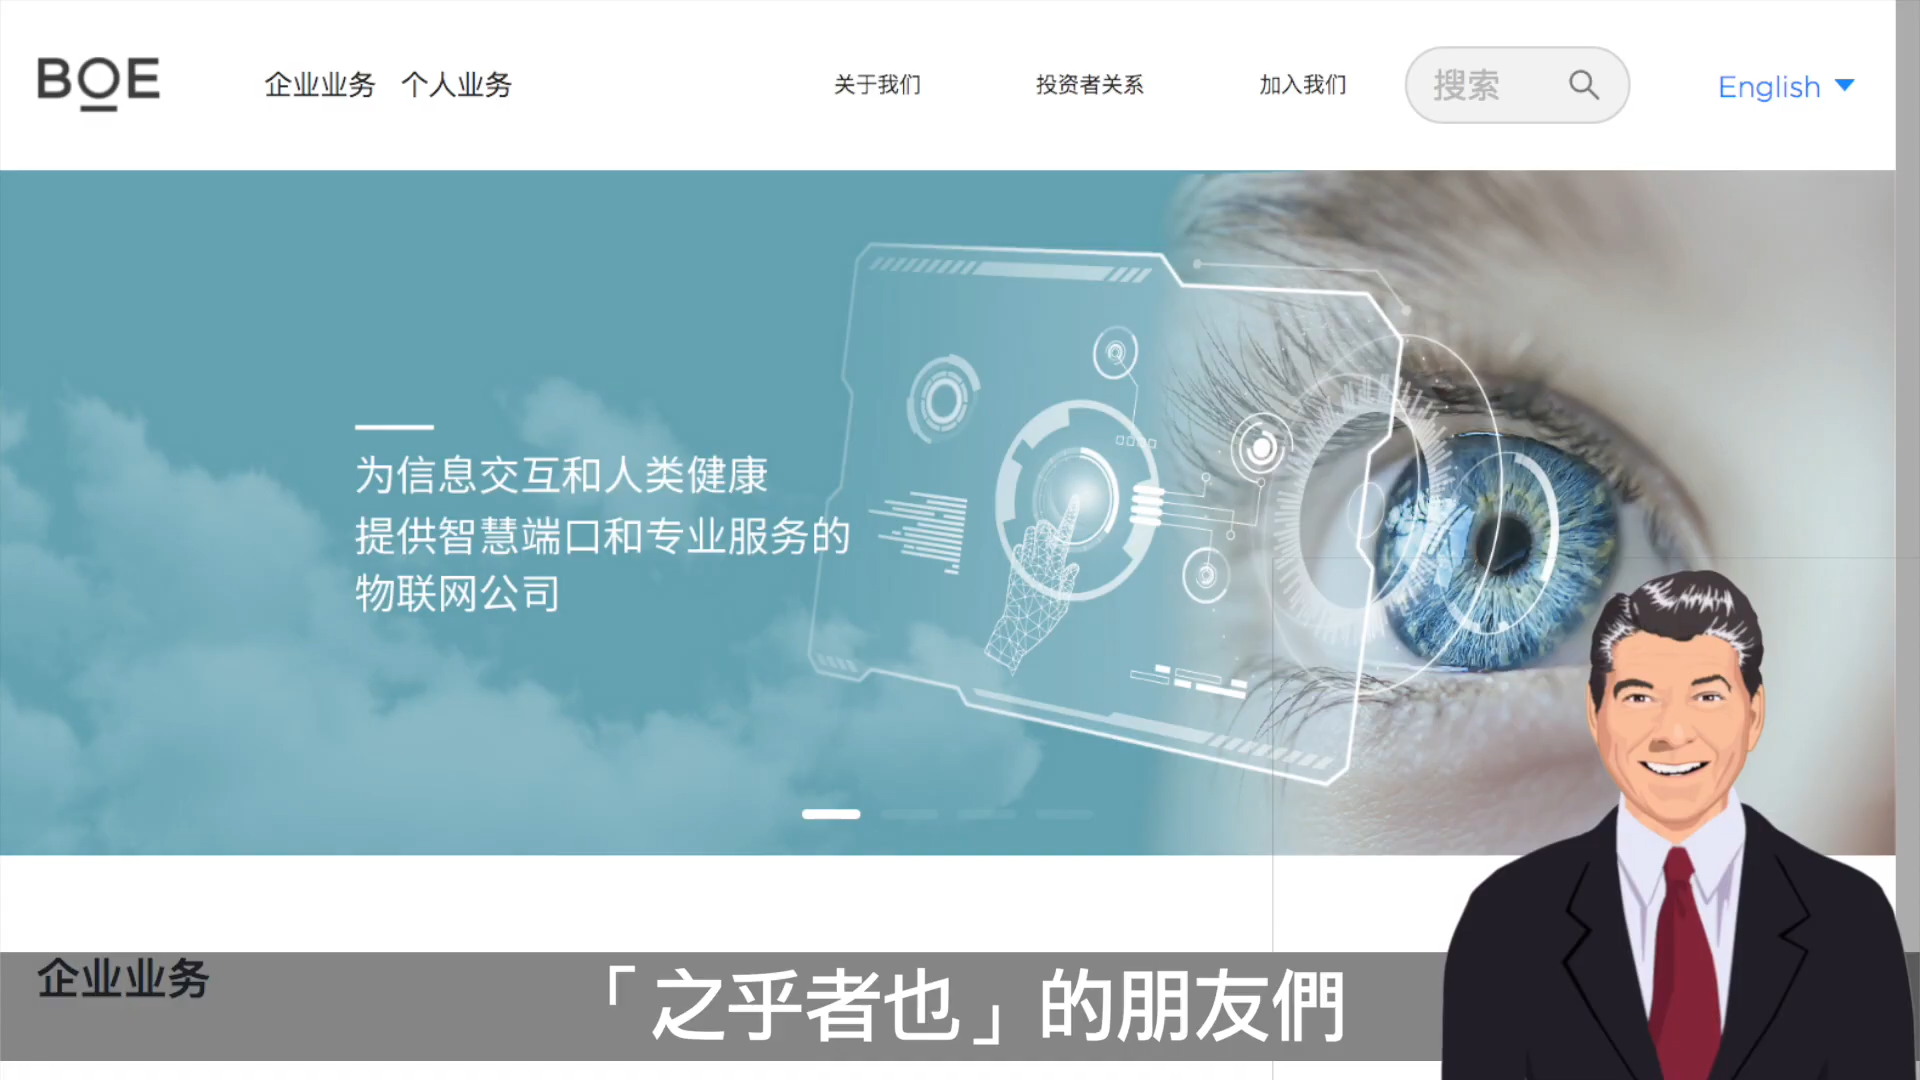 BOE
企业业务 个人业务 关于我们 投资者关系 加入我们 搜索 English
为信息交互和人类健康
提供智慧端口和专业服务的
物联网公司
企业业务
「之乎者也」的朋友們